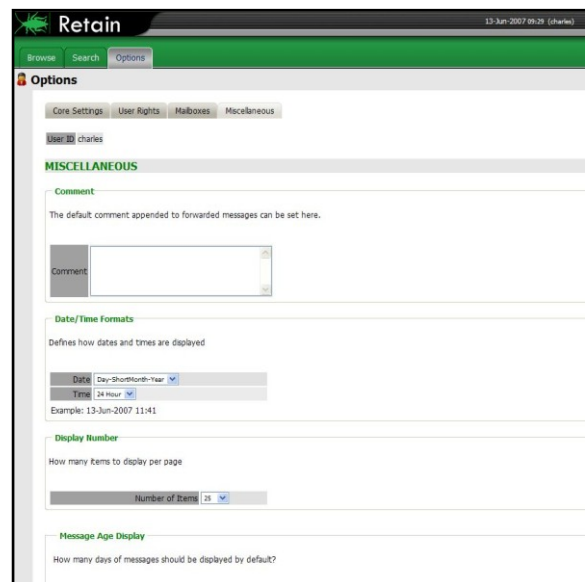 Retain
13-Jun-2007 09:29 (charles)
Browse Search Options
Options
Core Settings User Rights Mailboxes Miscellaneous
User ID charles
MISCELLANEOUS
Comment
The default comment appended to forwarded messages can be set here.
Comment
Date/Time Formats
Defines how dates and times are displayed
Date Day-ShortMonth-Year
Time 24 Hour
Example: 13-Jun-2007 11:41
Display Number
How many items to display per page
Number of Items 25
Message Age Display
How many days of messages should be displayed by default?